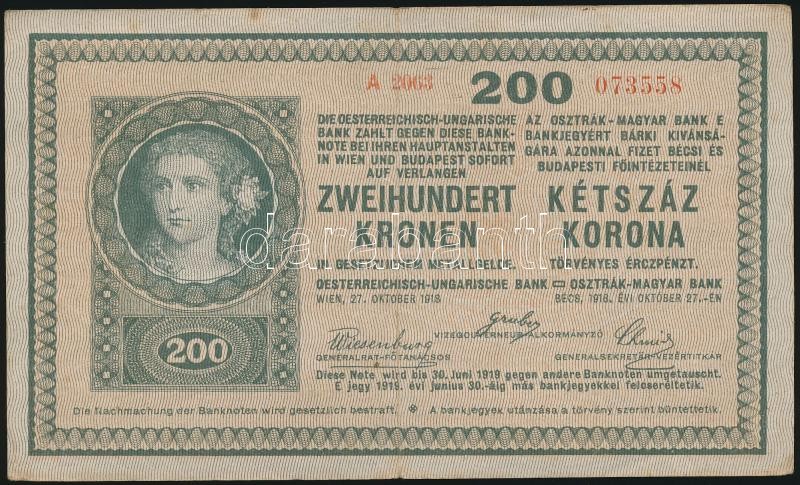 A 2063 200 073558
DIE OESTERREICHISCH-UNGARISCHE
BANK ZAHLT GEGEN DIESE BANK-
NOTE BEI IHREN HAUPTANSTALTEN
IN WIEN UND BUDAPEST SOFORT
AUF VERLANGEN
ZWEIHUNDERT
KRONEN
IN GESETZLICHEM METALLGELDE.
AZ OSZTRÁK-MAGYAR BANK E
BANKJEGYÉRT BÁRKI KIVÁNSÁ-
GÁRA AZONNAL FIZET BÉCSI ÉS
BUDAPESTI FŐINTÉZETEINÉL
KÉTSZÁZ
KORONA
TÖRVÉNYES ÉRCZPÉNZT.
darabanth
OESTERREICHISCH-UNGARISCHE BANK = OSZTRÁK-MAGYAR BANK
WIEN, 27. OKTOBER 1918 BÉCS, 1918. ÉVI OKTOBER 27.-ÉN
Gruber
VIZEGOUVERNEUR-ALKORMÁNYZÓ
Wiesenburg
GENERALRAT-FŐTANÁCSOS
Schmid
GENERALSEKRETÄR-VEZÉRTITKÁR
200
Diese Note wird bis 30. Juni 1919 gegen andere Banknoten umgetauscht.
E jegy 1919. évi junius 30.-áig más bankjegyekkel felcseréltetik.
Die Nachmachung der Banknoten wird gesetzlich bestraft. ※ A bankjegyek utánzása a törvény szerint büntettetik.